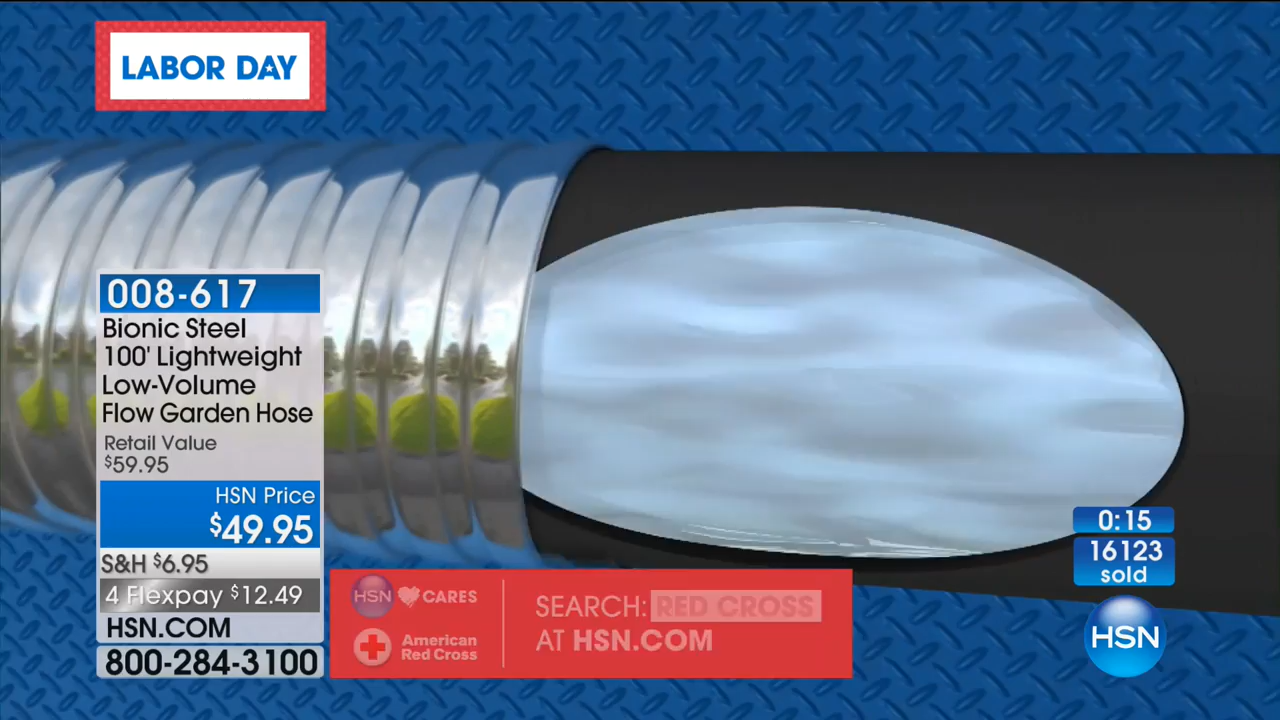 LABOR DAY
008-617
Bionic Steel
100' Lightweight
Low-Volume
Flow Garden Hose
Retail Value
$59.95
HSN Price
$49.95
S&H $6.95
4 Flexpay $12.49
HSN.COM
800-284-3100
HSN CARES
American
Red Cross
SEARCH: RED CROSS
AT HSN.COM
0:15
16123
sold
HSN